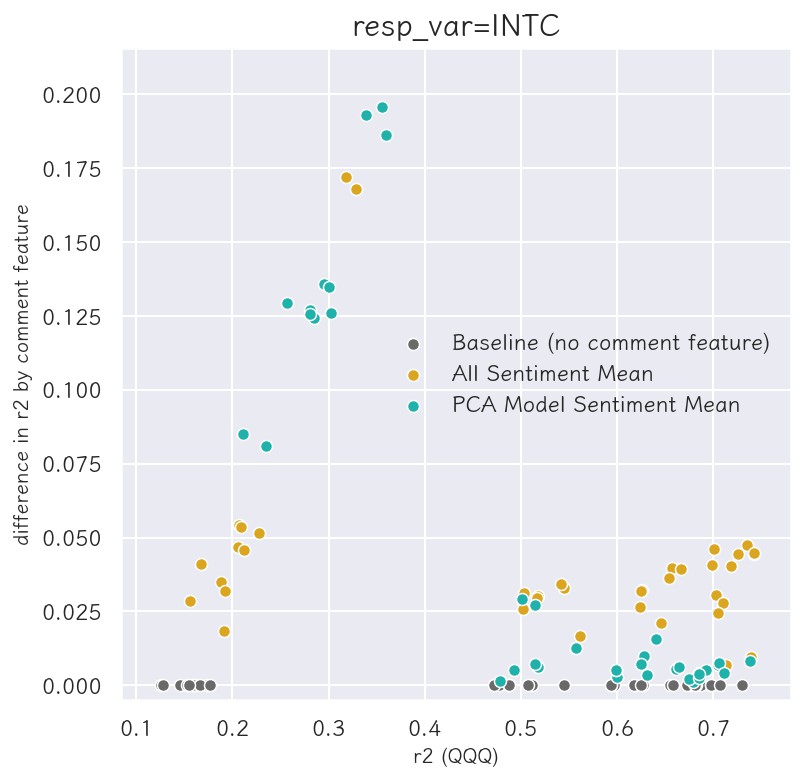 resp_var=INTC
difference in r2 by comment feature
0.200
0.175
0.150
0.125
0.100
0.075
0.050
0.025
0.000
Baseline (no comment feature)
All Sentiment Mean
PCA Model Sentiment Mean
0.1 0.2 0.3 0.4 0.5 0.6 0.7
r2 (QQQ)